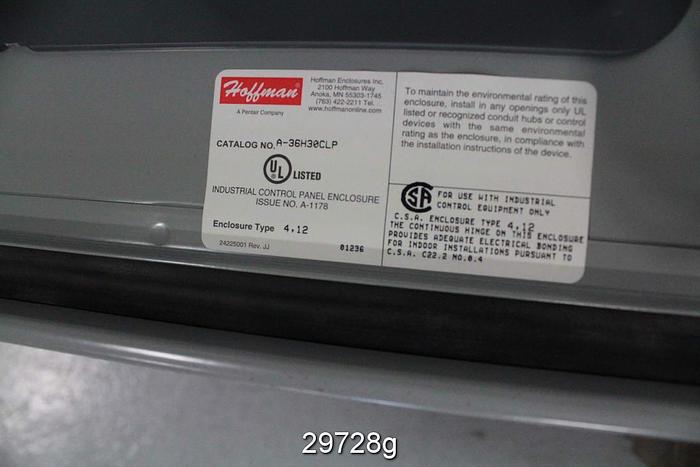 Hoffman®
A Pentair Company
Hoffman Enclosures Inc.
2100 Hoffman Way
Anoka, MN 55303-1745
(763) 422-2211 Tel.
www.hoffmanonline.com
CATALOG NO. A-36H30CLP
UL LISTED
INDUSTRIAL CONTROL PANEL ENCLOSURE
ISSUE NO. A-1178
Enclosure Type 4,12
24225001 Rev. JJ 01236
To maintain the environmental rating of this
enclosure, install in any openings only UL
listed or recognized conduit hubs or control
devices with the same environmental
rating as the enclosure, in compliance with
the installation instructions of the device.
FOR USE WITH INDUSTRIAL
CONTROL EQUIPMENT ONLY
C.S.A. ENCLOSURE TYPE 4,12
THE CONTINUOUS HINGE ON THIS ENCLOSURE
PROVIDES ADEQUATE ELECTRICAL BONDING
FOR INDOOR INSTALLATIONS PURSUANT TO
C.S.A. C22.2 NO.0.4
29728g